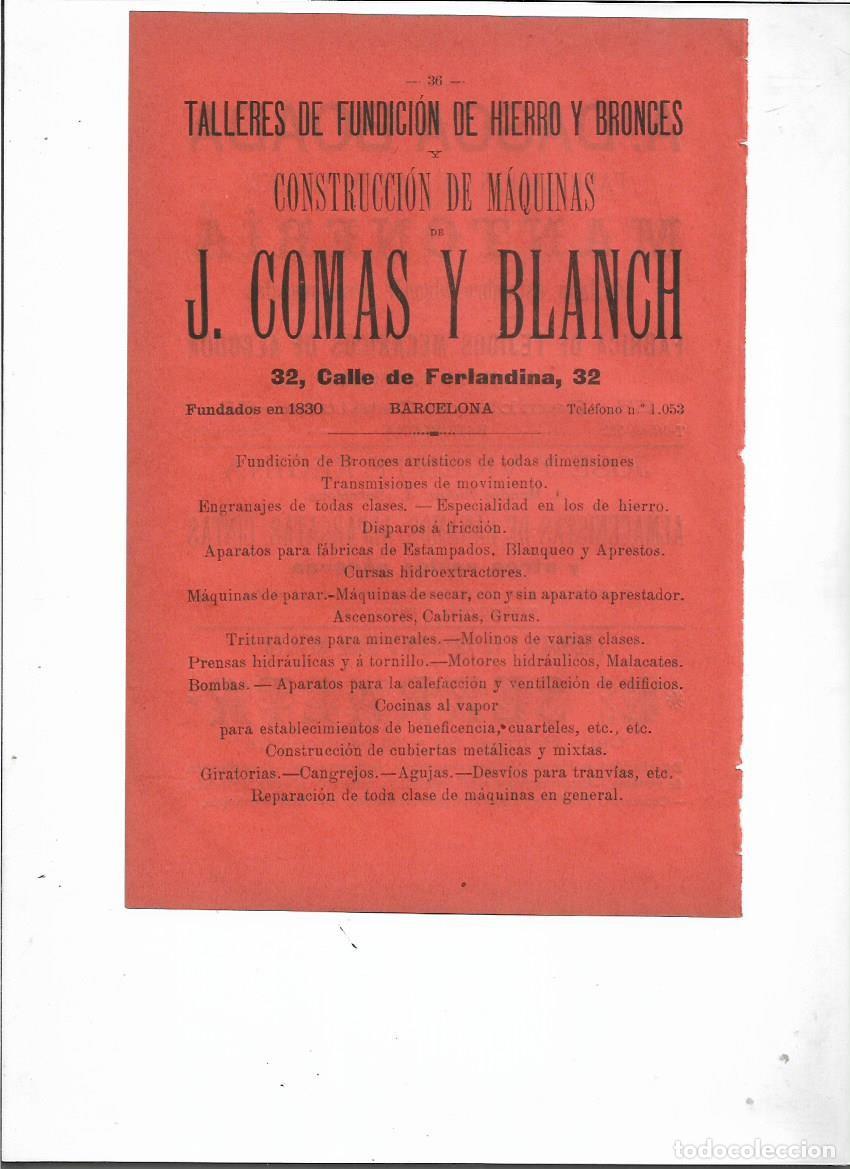 — 36 —
TALLERES DE FUNDICIÓN DE HIERRO Y BRONCES
Y
CONSTRUCCIÓN DE MÁQUINAS
DE
J. COMAS Y BLANCH
32, Calle de Ferlandina, 32
Fundados en 1830 BARCELONA Teléfono n.º 1.053
Fundición de Bronces artísticos de todas dimensiones
Transmisiones de movimiento.
Engranajes de todas clases. — Especialidad en los de hierro.
Disparos á fricción.
Aparatos para fábricas de Estampados, Blanqueo y Aprestos.
Cursas hidroextractores.
Máquinas de parar.-Máquinas de secar, con y sin aparato aprestador.
Ascensores, Cabrias, Gruas.
Trituradores para minerales.—Molinos de varias clases.
Prensas hidráulicas y á tornillo.—Motores hidráulicos, Malacates.
Bombas. — Aparatos para la calefacción y ventilación de edificios.
Cocinas al vapor
para establecimientos de beneficencia, cuarteles, etc., etc.
Construcción de cubiertas metálicas y mixtas.
Giratorias.—Cangrejos.—Agujas.—Desvíos para tranvías, etc.
Reparación de toda clase de máquinas en general.
todocoleccion